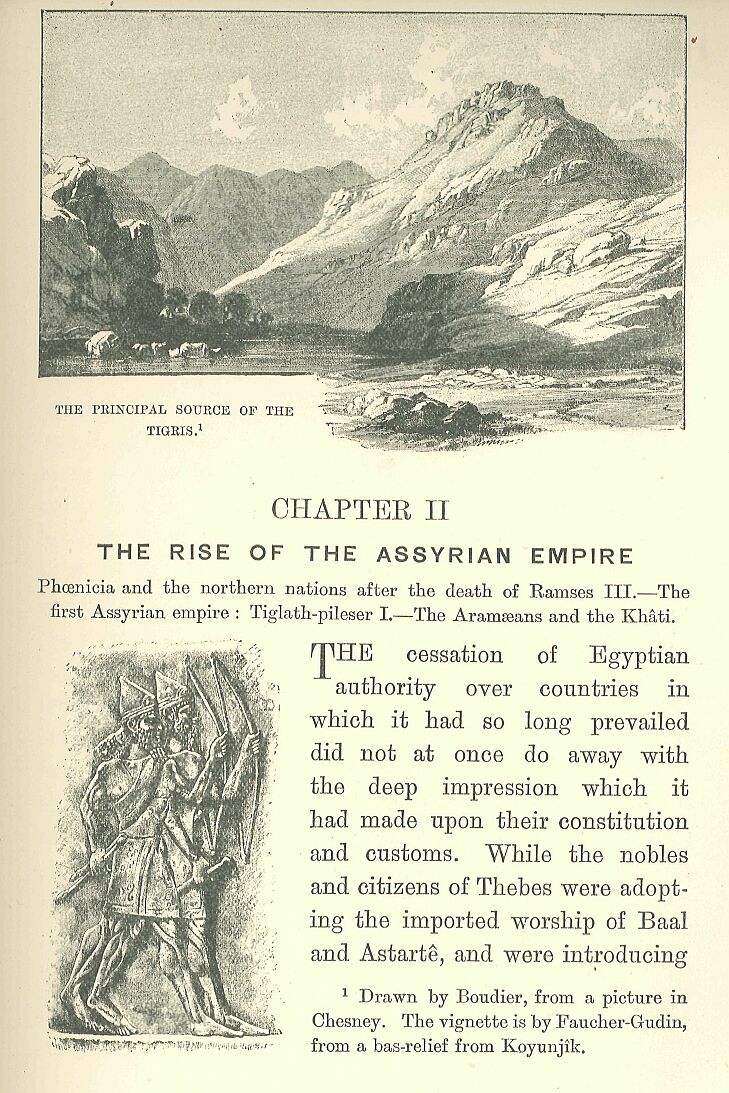 THE PRINCIPAL SOURCE OF THE
TIGRIS.¹
CHAPTER II
THE RISE OF THE ASSYRIAN EMPIRE
Phœnicia and the northern nations after the death of Ramses III.—The
first Assyrian empire : Tiglath-pileser I.—The Aramæans and the Khâti.
THE cessation of Egyptian
authority over countries in
which it had so long prevailed
did not at once do away with
the deep impression which it
had made upon their constitution
and customs. While the nobles
and citizens of Thebes were adopt-
ing the imported worship of Baal
and Astartê, and were introducing
¹ Drawn by Boudier, from a picture in
Chesney. The vignette is by Faucher-Gudin,
from a bas-relief from Koyunjîk.